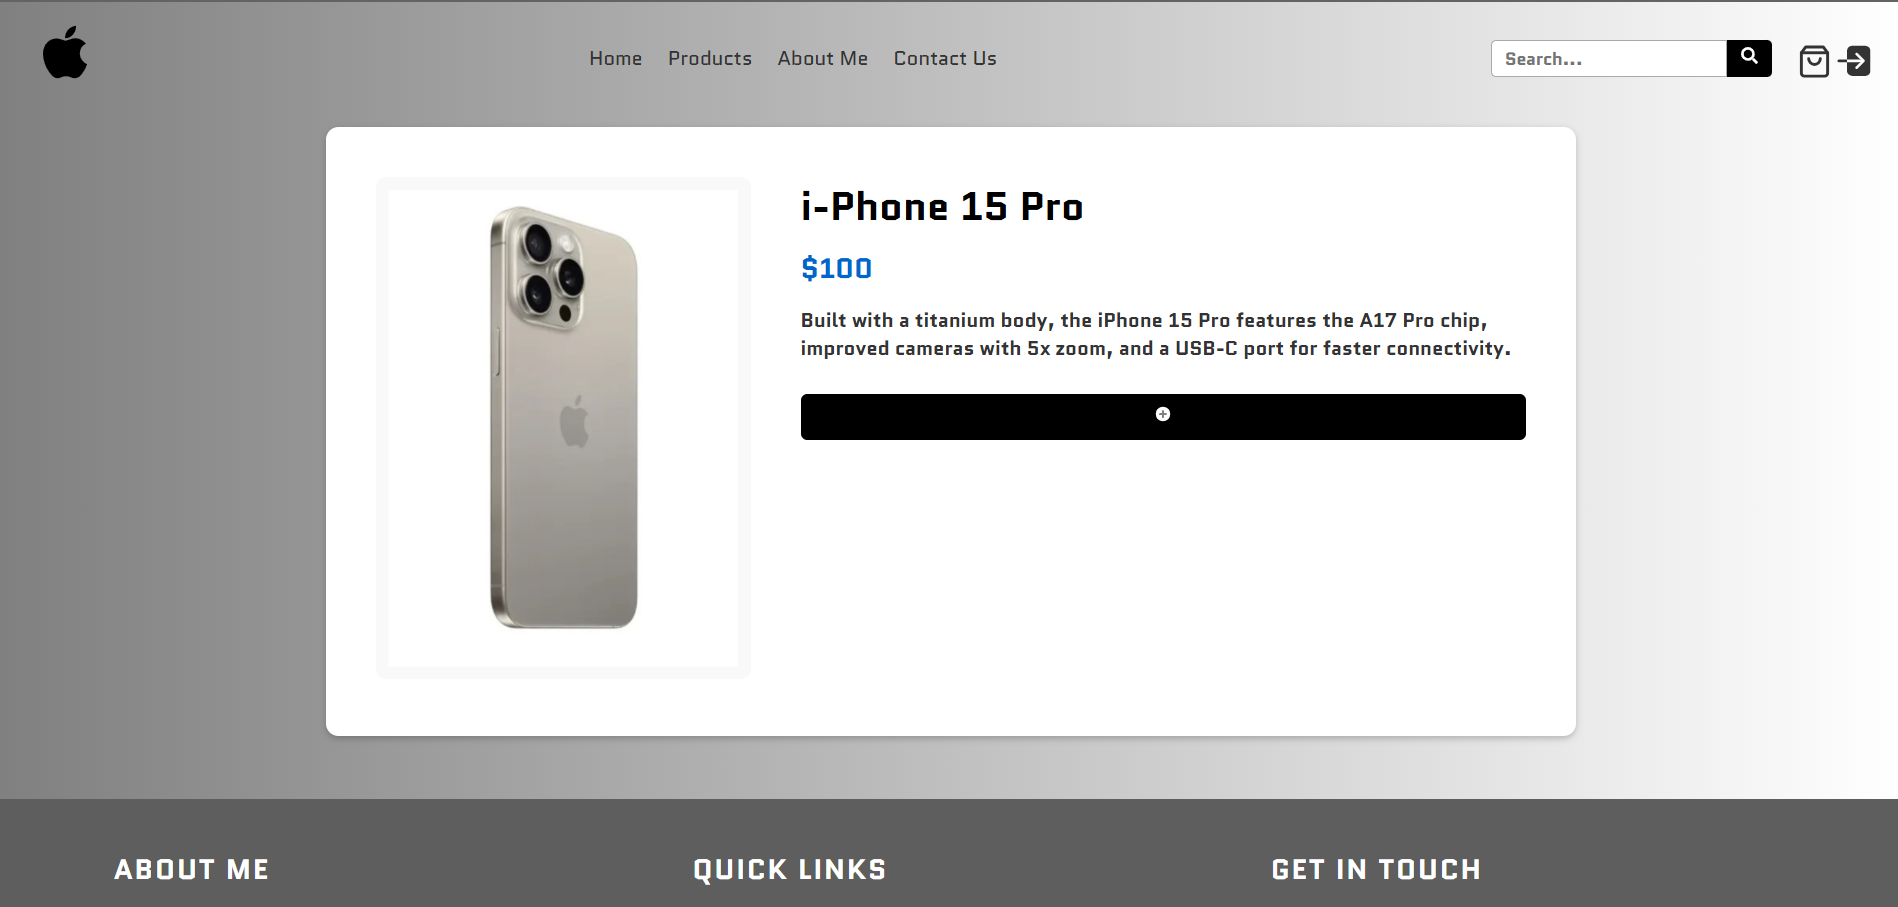 Home Products About Me Contact Us
Search...
i-Phone 15 Pro
$100
Built with a titanium body, the iPhone 15 Pro features the A17 Pro chip,
improved cameras with 5x zoom, and a USB-C port for faster connectivity.
ABOUT ME
QUICK LINKS
GET IN TOUCH